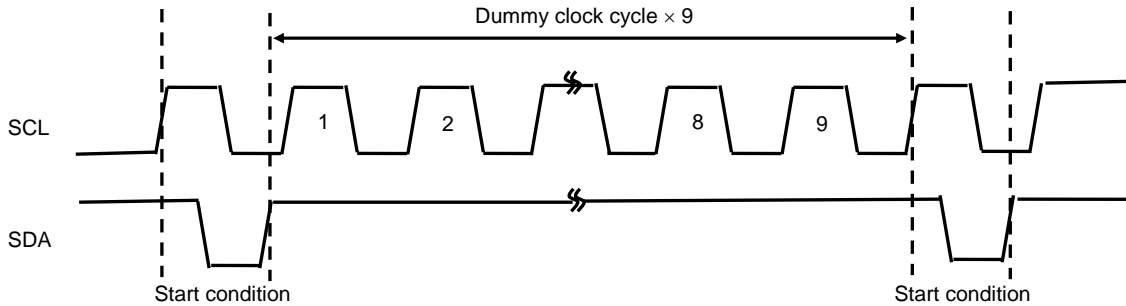 Dummy clock cycle × 9
SCL
1
2
8
9
SDA
Start condition
Start condition